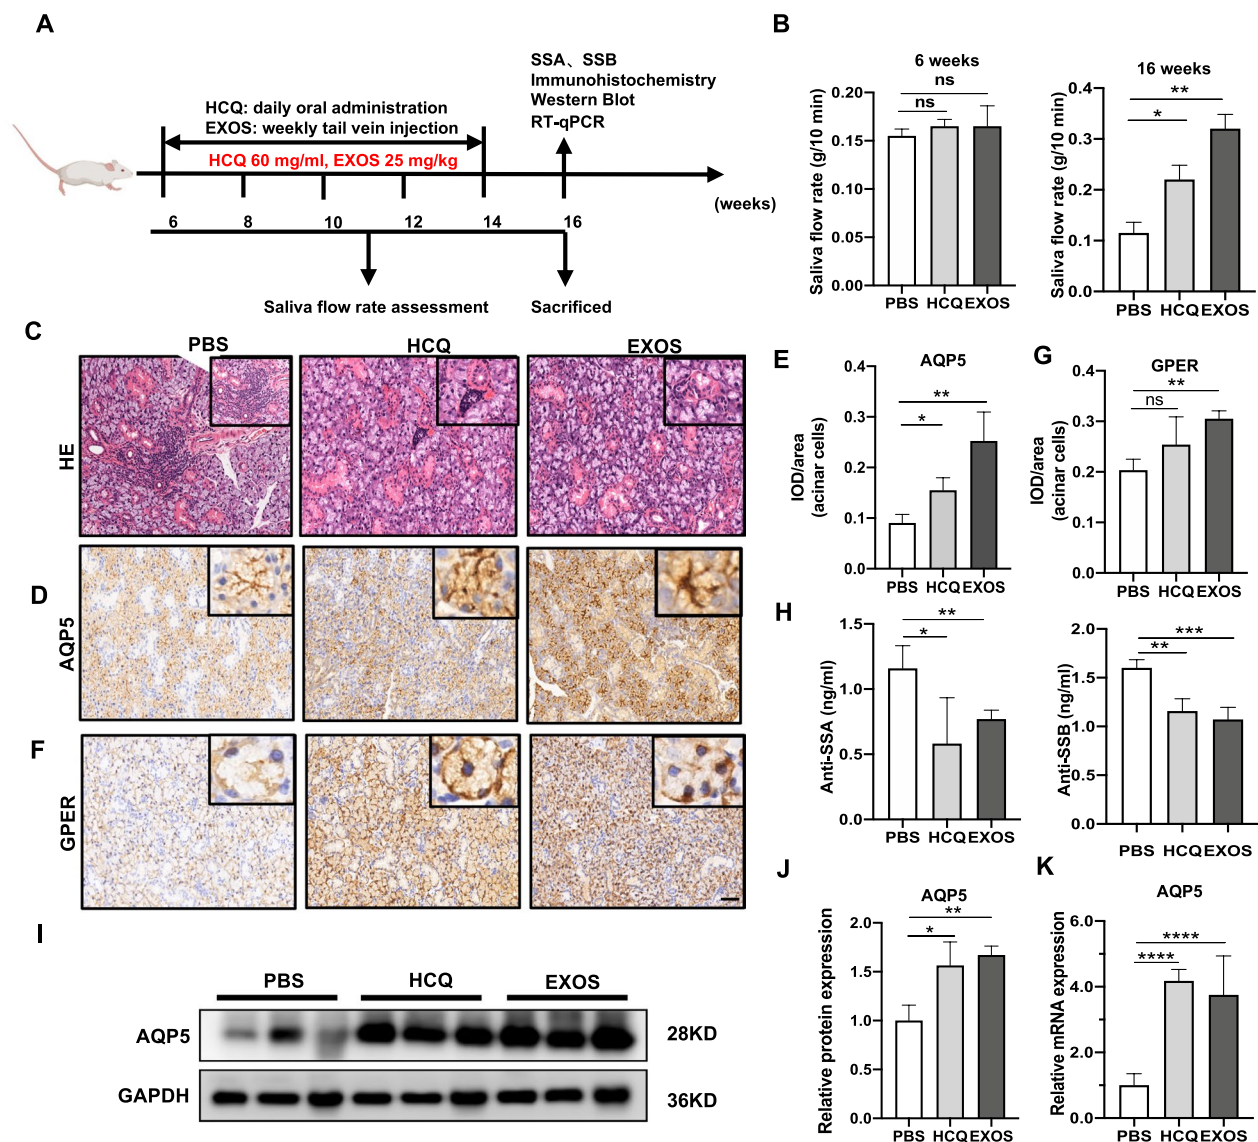 A
HCQ: daily oral administration
EXOS: weekly tail vein injection
HCQ 60 mg/ml, EXOS 25 mg/kg
SSA、SSB
Immunohistochemistry
Western Blot
RT-qPCR
(weeks)
6 8 10 12 14 16
Saliva flow rate assessment
Sacrificed
B
6 weeks
ns
ns
Saliva flow rate (g/10 min)
0.20
0.15
0.10
0.05
0.00
PBS HCQ EXOS
16 weeks
**
*
Saliva flow rate (g/10 min)
0.4
0.3
0.2
0.1
0.0
PBS HCQ EXOS
C
PBS HCQ EXOS
HE
D
AQP5
F
GPER
E
AQP5
**
*
IOD/area
(acinar cells)
0.4
0.3
0.2
0.1
0.0
PBS HCQ EXOS
G
GPER
**
ns
IOD/area
(acinar cells)
0.4
0.3
0.2
0.1
0.0
PBS HCQ EXOS
H
**
*
Anti-SSA (ng/ml)
1.5
1.0
0.5
0.0
PBS HCQ EXOS
***
**
Anti-SSB (ng/ml)
2.0
1.5
1.0
1.5
0.0
PBS HCQ EXOS
I
PBS HCQ EXOS
AQP5 28KD
GAPDH 36KD
J
AQP5
**
*
Relative protein expression
2.0
1.5
1.0
0.5
0.0
PBS HCQ EXOS
K
AQP5
****
****
Relative mRNA expression
6.0
4.0
2.0
0.0
PBS HCQ EXOS